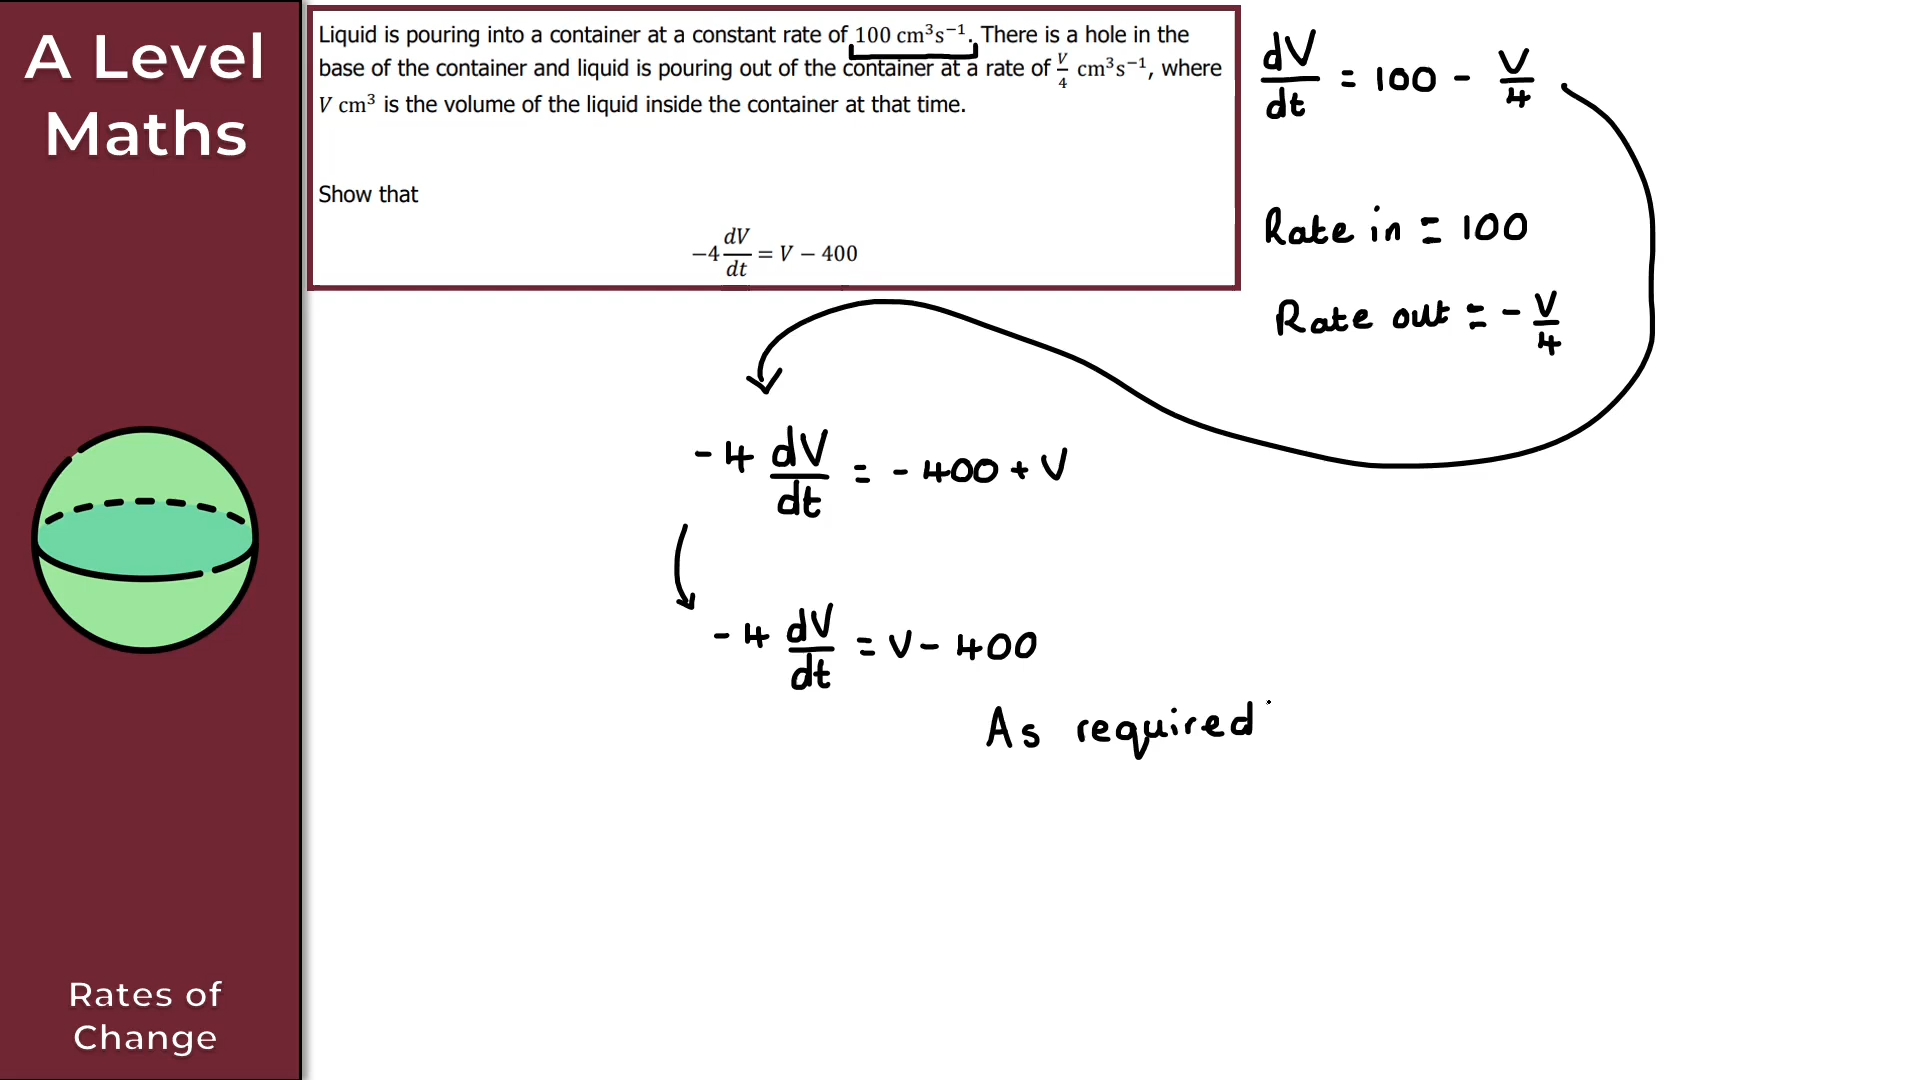 A Level
Maths
Liquid is pouring into a container at a constant rate of 100 cm³s⁻¹. There is a hole in the
base of the container and liquid is pouring out of the container at a rate of V/4 cm³s⁻¹, where
V cm³ is the volume of the liquid inside the container at that time.
Show that
−4 dV/dt = V − 400
dV/dt = 100 - V/4
Rate in = 100
Rate out = - V/4
-4 dV/dt = -400 + V
-4 dV/dt = V - 400
As required
Rates of
Change